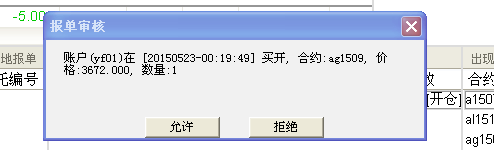 -5.00
报单审核
账户(yf01)在 [20150523-00:19:49] 买开, 合约:ag1509, 价
格:3672.000, 数量:1
允许
拒绝
地报单
托编号
出现
合约
[开仓]
a150
al151
ag150